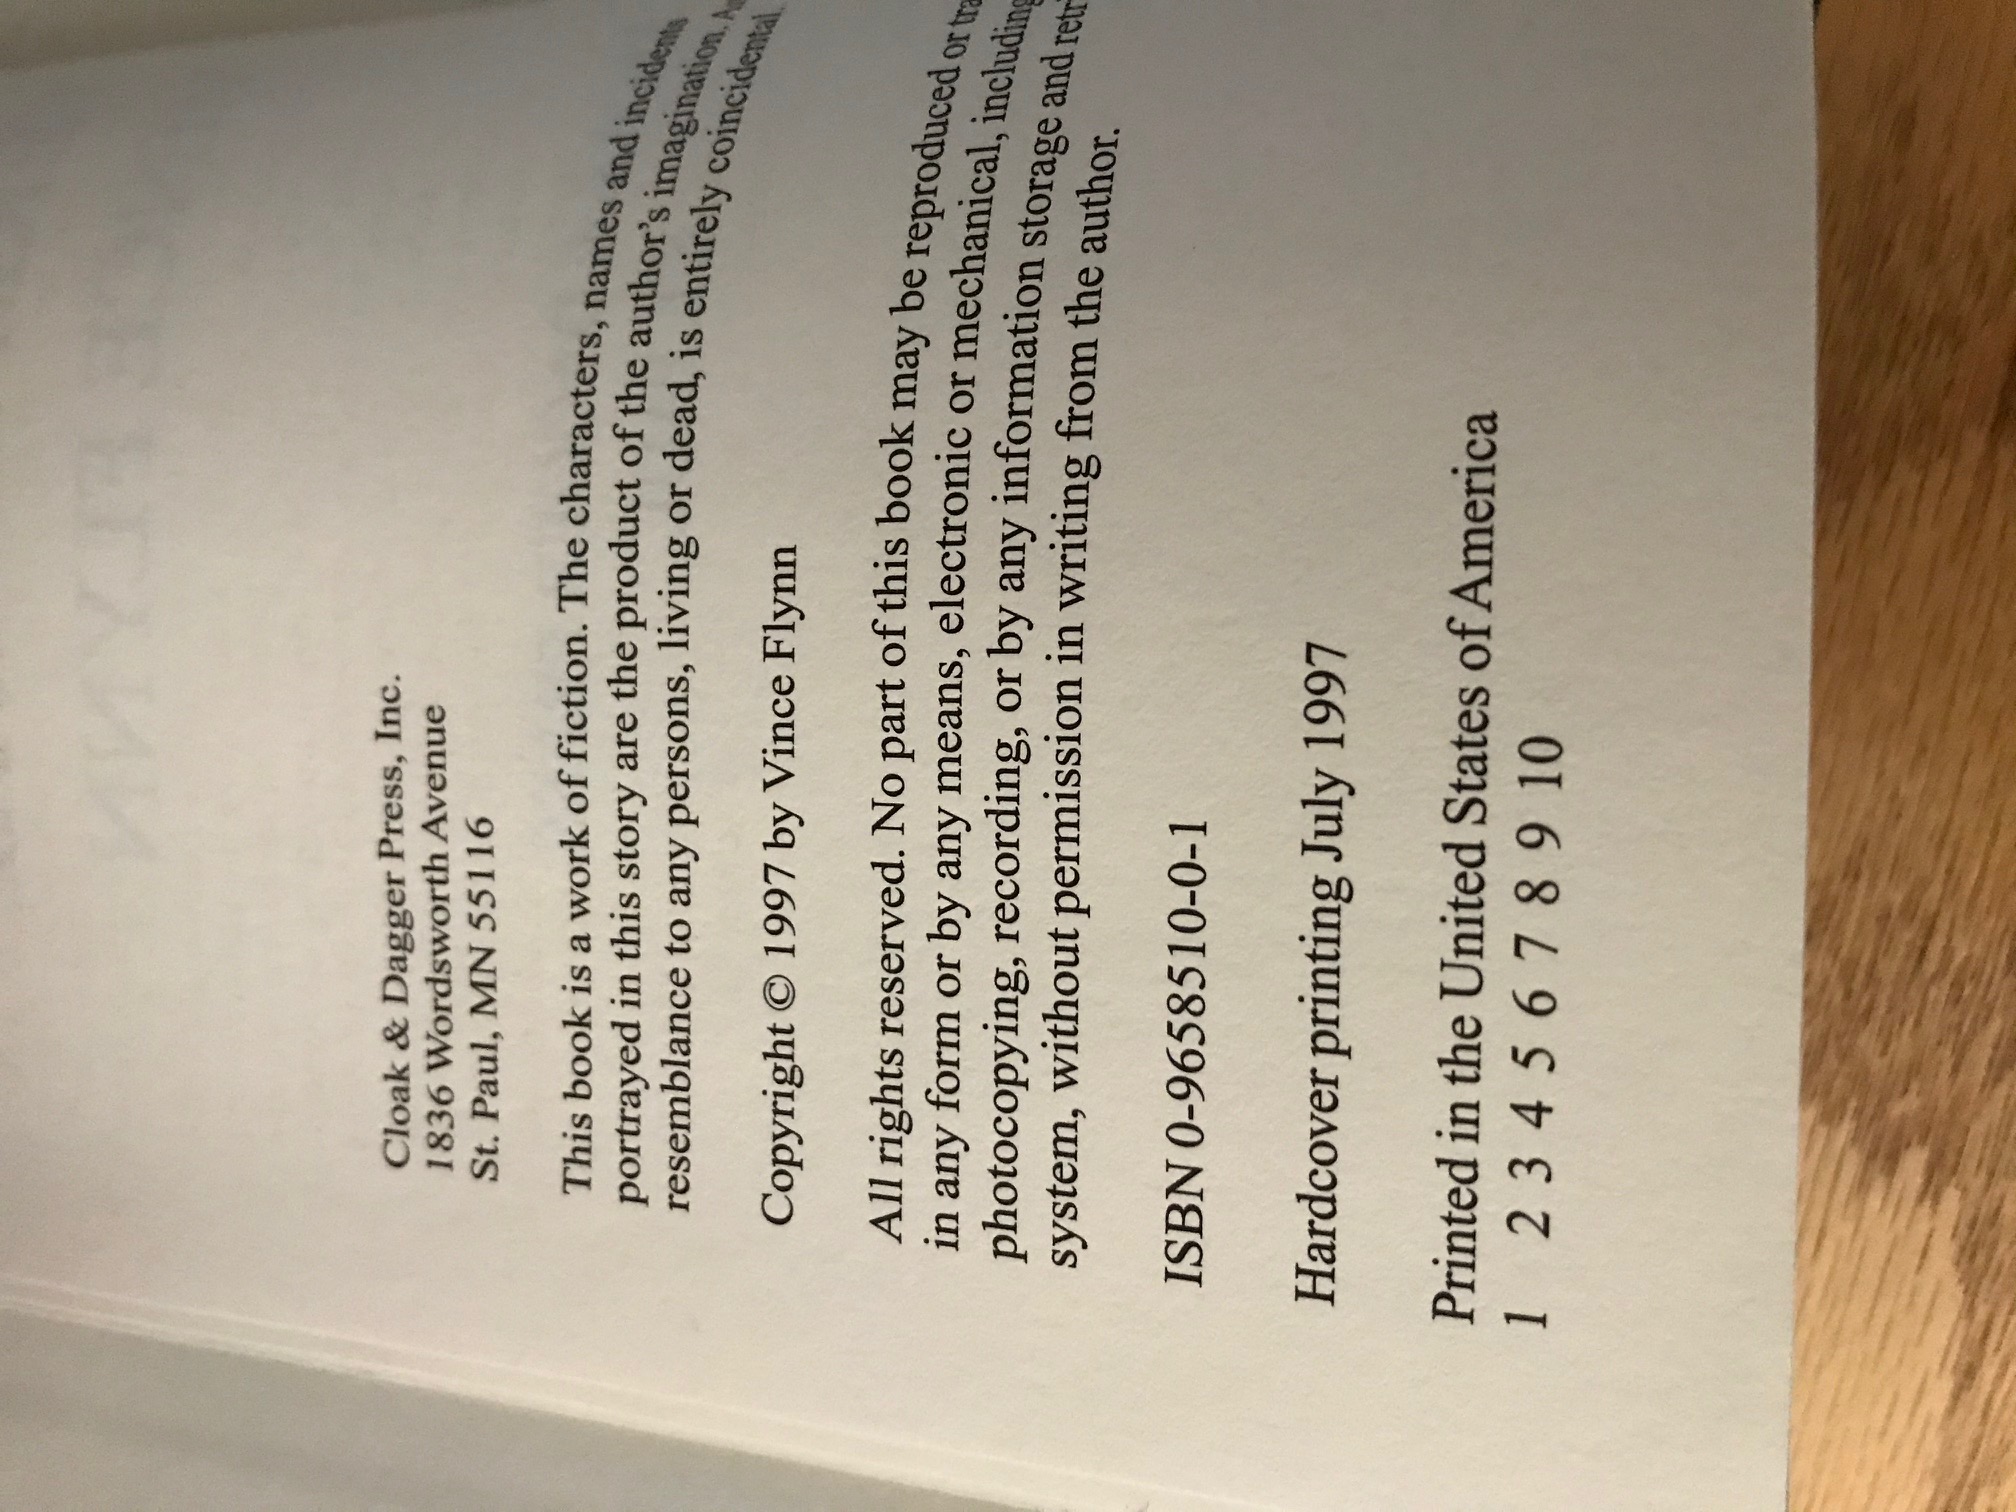 Cloak & Dagger Press, Inc.
1836 Wordsworth Avenue
St. Paul, MN 55116
This book is a work of fiction. The characters, names and incidents
portrayed in this story are the product of the author's imagination.
resemblance to any persons, living or dead, is entirely coincidental.
Copyright © 1997 by Vince Flynn
All rights reserved. No part of this book may be reproduced or
in any form or by any means, electronic or mechanical, including
photocopying, recording, or by any information storage and
system, without permission in writing from the author.
ISBN 0-9658510-0-1
Hardcover printing July 1997
Printed in the United States of America
1 2 3 4 5 6 7 8 9 10